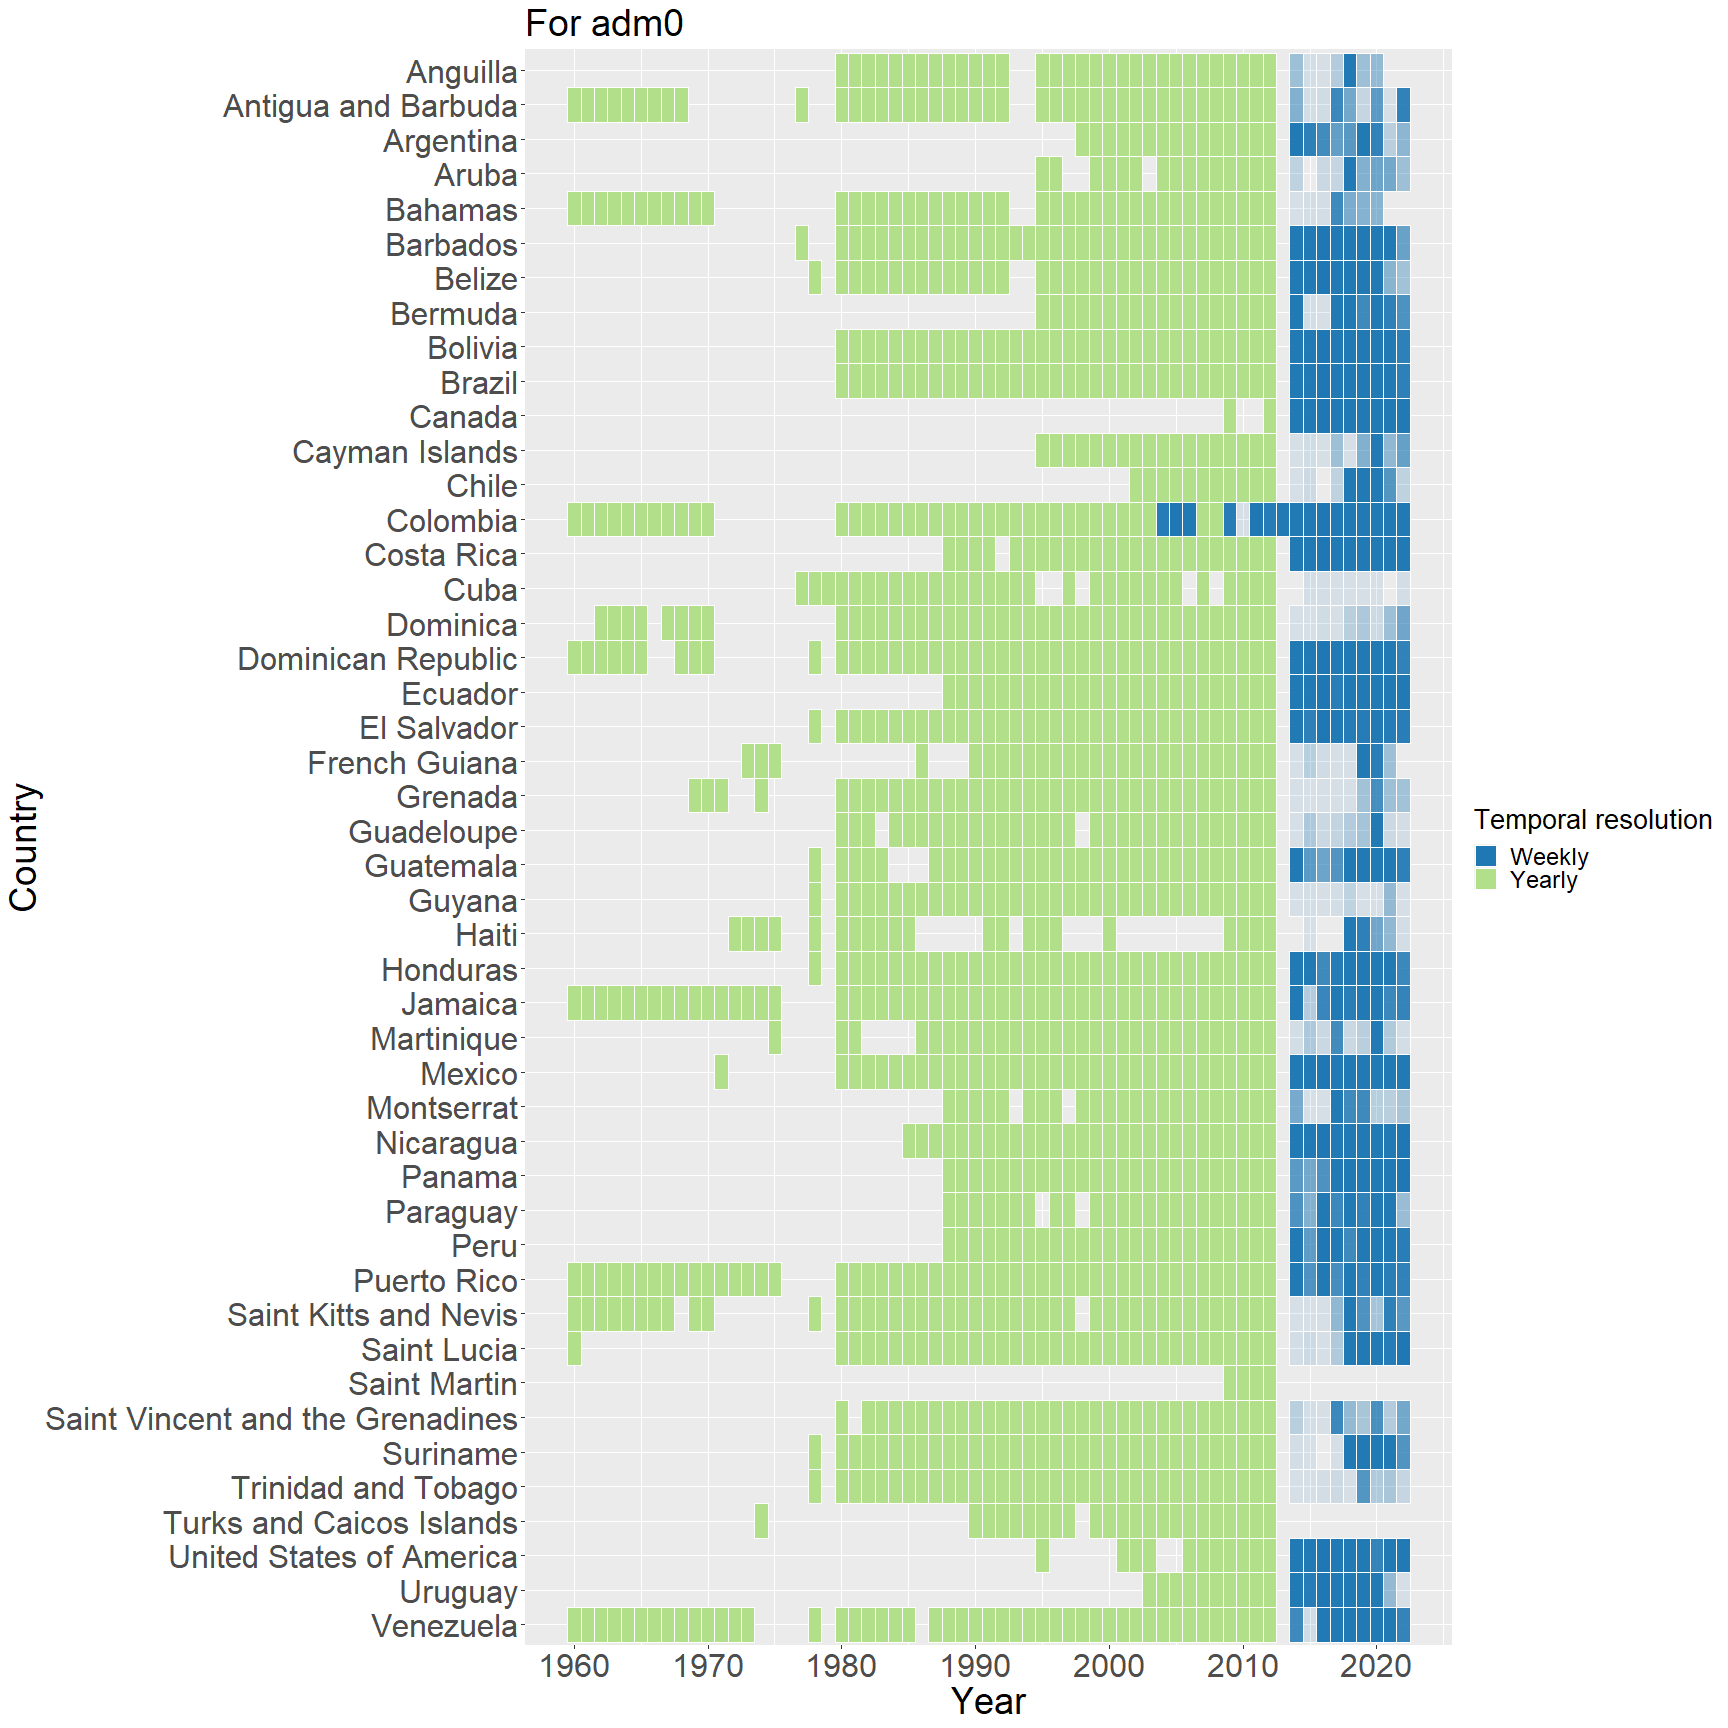 For adm0
Anguilla
Antigua and Barbuda
Argentina
Aruba
Bahamas
Barbados
Belize
Bermuda
Bolivia
Brazil
Canada
Cayman Islands
Chile
Colombia
Costa Rica
Cuba
Dominica
Dominican Republic
Ecuador
El Salvador
French Guiana
Grenada
Guadeloupe
Guatemala
Guyana
Haiti
Honduras
Jamaica
Martinique
Mexico
Montserrat
Nicaragua
Panama
Paraguay
Peru
Puerto Rico
Saint Kitts and Nevis
Saint Lucia
Saint Martin
Saint Vincent and the Grenadines
Suriname
Trinidad and Tobago
Turks and Caicos Islands
United States of America
Uruguay
Venezuela
Country
1960 1970 1980 1990 2000 2010 2020
Year
Temporal resolution
Weekly
Yearly